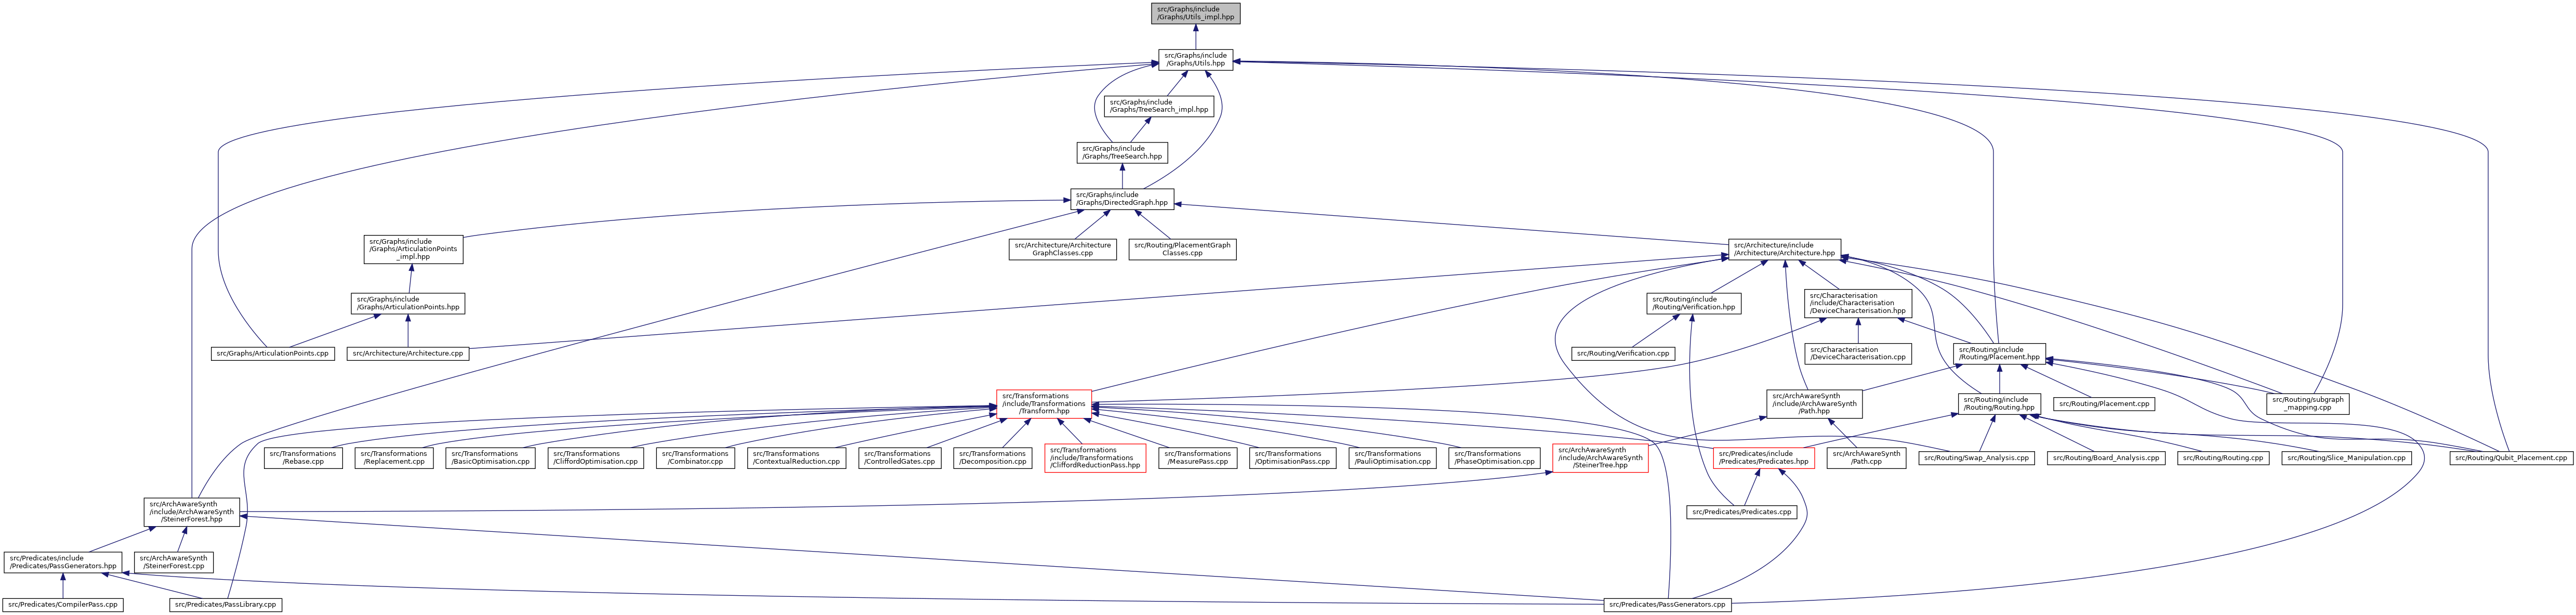 src/Graphs/include
/Graphs/Utils_impl.hpp
src/Graphs/include
/Graphs/Utils.hpp
src/Graphs/include
/Graphs/TreeSearch_impl.hpp
src/Graphs/include
/Graphs/TreeSearch.hpp
src/Graphs/include
/Graphs/DirectedGraph.hpp
src/Graphs/include
/Graphs/ArticulationPoints
_impl.hpp
src/Architecture/Architecture
GraphClasses.cpp
src/Routing/PlacementGraph
Classes.cpp
src/Architecture/include
/Architecture/Architecture.hpp
src/Graphs/include
/Graphs/ArticulationPoints.hpp
src/Routing/include
/Routing/Verification.hpp
src/Characterisation
/include/Characterisation
/DeviceCharacterisation.hpp
src/Graphs/ArticulationPoints.cpp
src/Architecture/Architecture.cpp
src/Routing/Verification.cpp
src/Characterisation
/DeviceCharacterisation.cpp
src/Routing/include
/Routing/Placement.hpp
src/Transformations
/include/Transformations
/Transform.hpp
src/ArchAwareSynth
/include/ArchAwareSynth
/Path.hpp
src/Routing/include
/Routing/Routing.hpp
src/Routing/Placement.cpp
src/Routing/subgraph
_mapping.cpp
src/Transformations
/Rebase.cpp
src/Transformations
/Replacement.cpp
src/Transformations
/BasicOptimisation.cpp
src/Transformations
/CliffordOptimisation.cpp
src/Transformations
/Combinator.cpp
src/Transformations
/ContextualReduction.cpp
src/Transformations
/ControlledGates.cpp
src/Transformations
/Decomposition.cpp
src/Transformations
/include/Transformations
/CliffordReductionPass.hpp
src/Transformations
/MeasurePass.cpp
src/Transformations
/OptimisationPass.cpp
src/Transformations
/PauliOptimisation.cpp
src/Transformations
/PhaseOptimisation.cpp
src/ArchAwareSynth
/include/ArchAwareSynth
/SteinerTree.hpp
src/Predicates/include
/Predicates/Predicates.hpp
src/ArchAwareSynth
/Path.cpp
src/Routing/Swap_Analysis.cpp
src/Routing/Board_Analysis.cpp
src/Routing/Routing.cpp
src/Routing/Slice_Manipulation.cpp
src/Routing/Qubit_Placement.cpp
src/ArchAwareSynth
/include/ArchAwareSynth
/SteinerForest.hpp
src/Predicates/Predicates.cpp
src/Predicates/include
/Predicates/PassGenerators.hpp
src/ArchAwareSynth
/SteinerForest.cpp
src/Predicates/CompilerPass.cpp
src/Predicates/PassLibrary.cpp
src/Predicates/PassGenerators.cpp